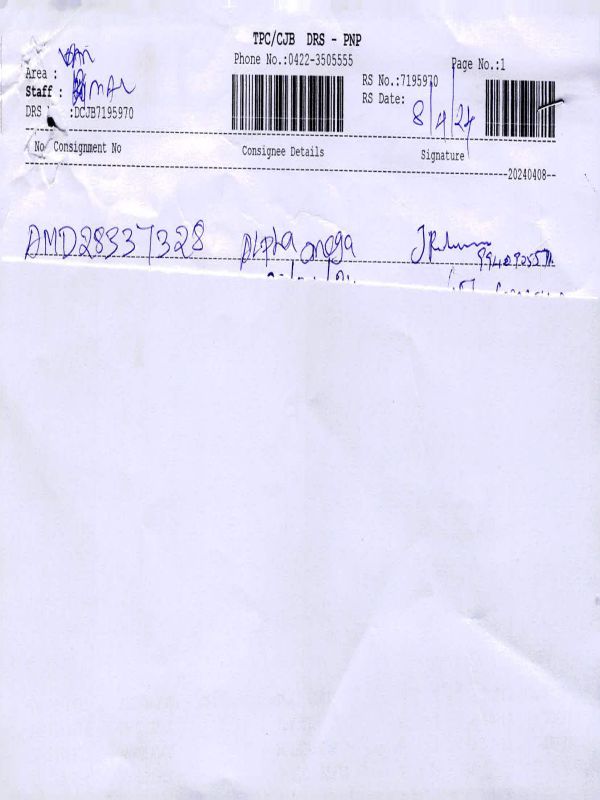 TPC/CJB DRS - PNP
Phone No.:0422-3505555 Page No.:1
Area :
Staff :
RS No.:7195970
RS Date: 8/4/24
DRS :DCJB7195970
No Consignment No Consignee Details Signature
20240408
AMD28337328 Alpha omega